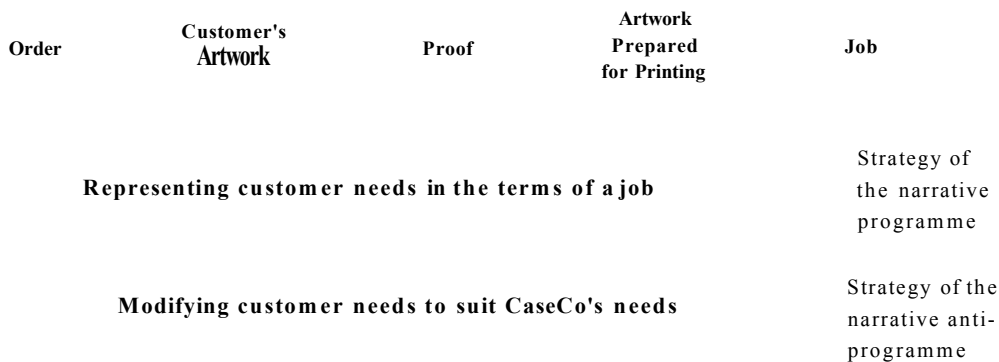 Order
Customer's
Artwork
Proof
Artwork
Prepared
for Printing
Job
Representing customer needs in the terms of a job
Strategy of
the narrative
programme
Modifying customer needs to suit CaseCo's needs
Strategy of the
narrative anti-
programme